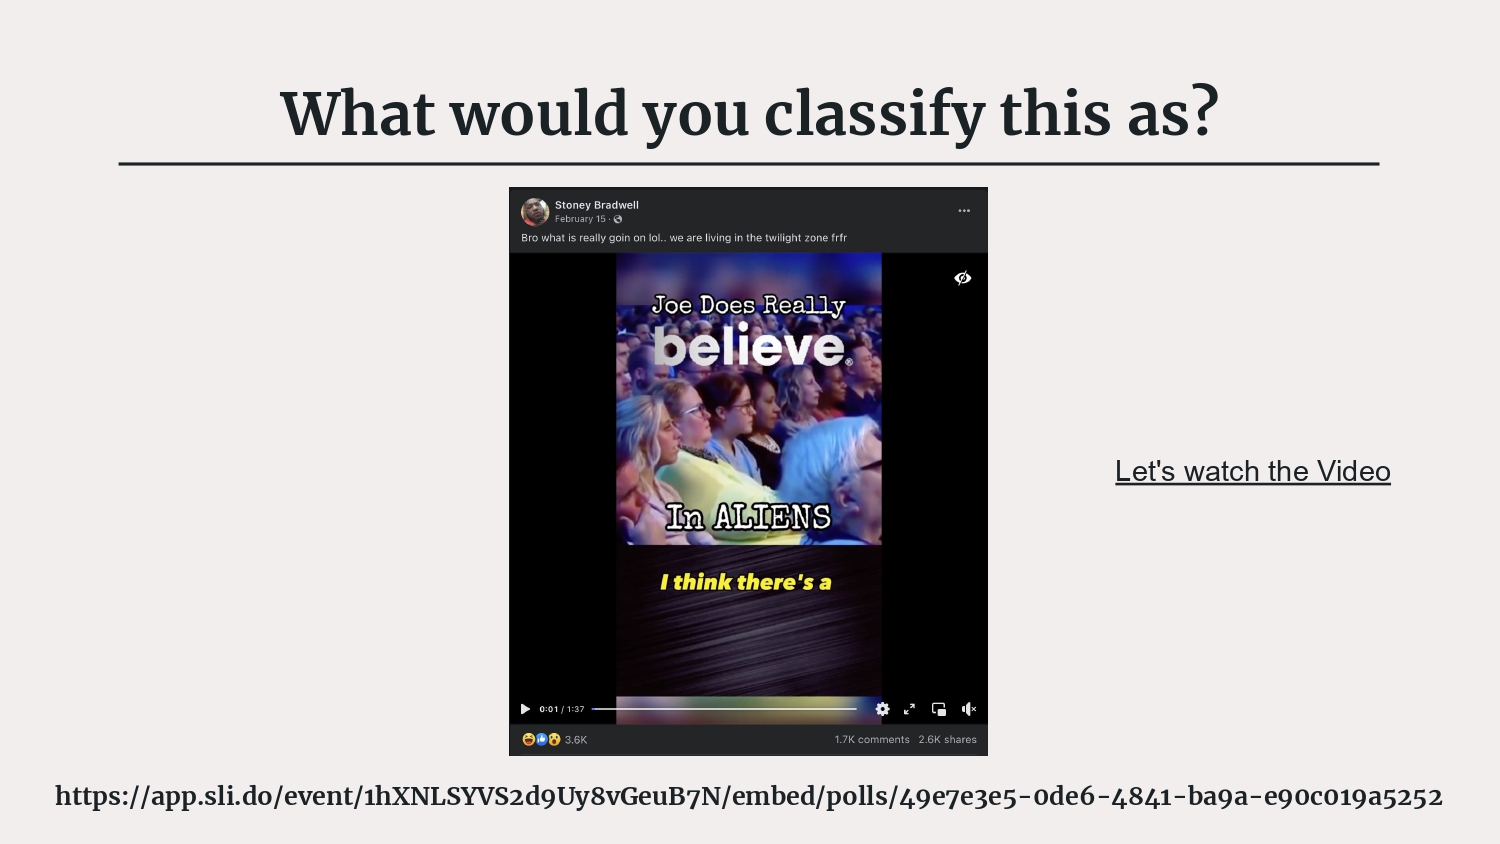 What would you classify this as?
Stoney Bradwell
February 15 ·
Bro what is really goin on lol.. we are living in the twilight zone frfr
Joe Does Really
believe®
In ALIENS
I think there's a
Let's watch the Video
0:01 / 1:37
3.6K
1.7K comments 2.6K shares
https://app.sli.do/event/1hXNLSYVS2d9Uy8vGeuB7N/embed/polls/49e7e3e5-0de6-4841-ba9a-e90c019a5252